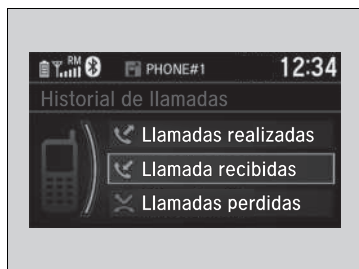 RM
PHONE#1 12:34
Historial de llamadas
Llamadas realizadas
Llamada recibidas
Llamadas perdidas